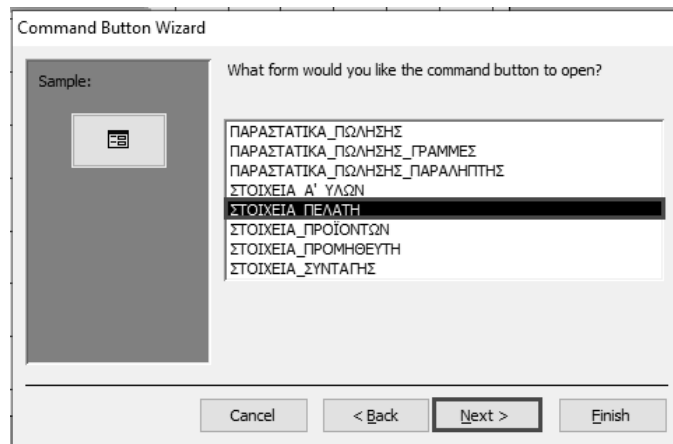 Command Button Wizard
Sample:
What form would you like the command button to open?
ΠΑΡΑΣΤΑΤΙΚΑ_ΠΩΛΗΣΗΣ
ΠΑΡΑΣΤΑΤΙΚΑ_ΠΩΛΗΣΗΣ_ΓΡΑΜΜΕΣ
ΠΑΡΑΣΤΑΤΙΚΑ_ΠΩΛΗΣΗΣ_ΠΑΡΑΛΗΠΤΗΣ
ΣΤΟΙΧΕΙΑ_Α' ΥΛΩΝ
ΣΤΟΙΧΕΙΑ_ΠΕΛΑΤΗ
ΣΤΟΙΧΕΙΑ_ΠΡΟΪΟΝΤΩΝ
ΣΤΟΙΧΕΙΑ_ΠΡΟΜΗΘΕΥΤΗ
ΣΤΟΙΧΕΙΑ_ΣΥΝΤΑΓΗΣ
Cancel < Back Next > Finish